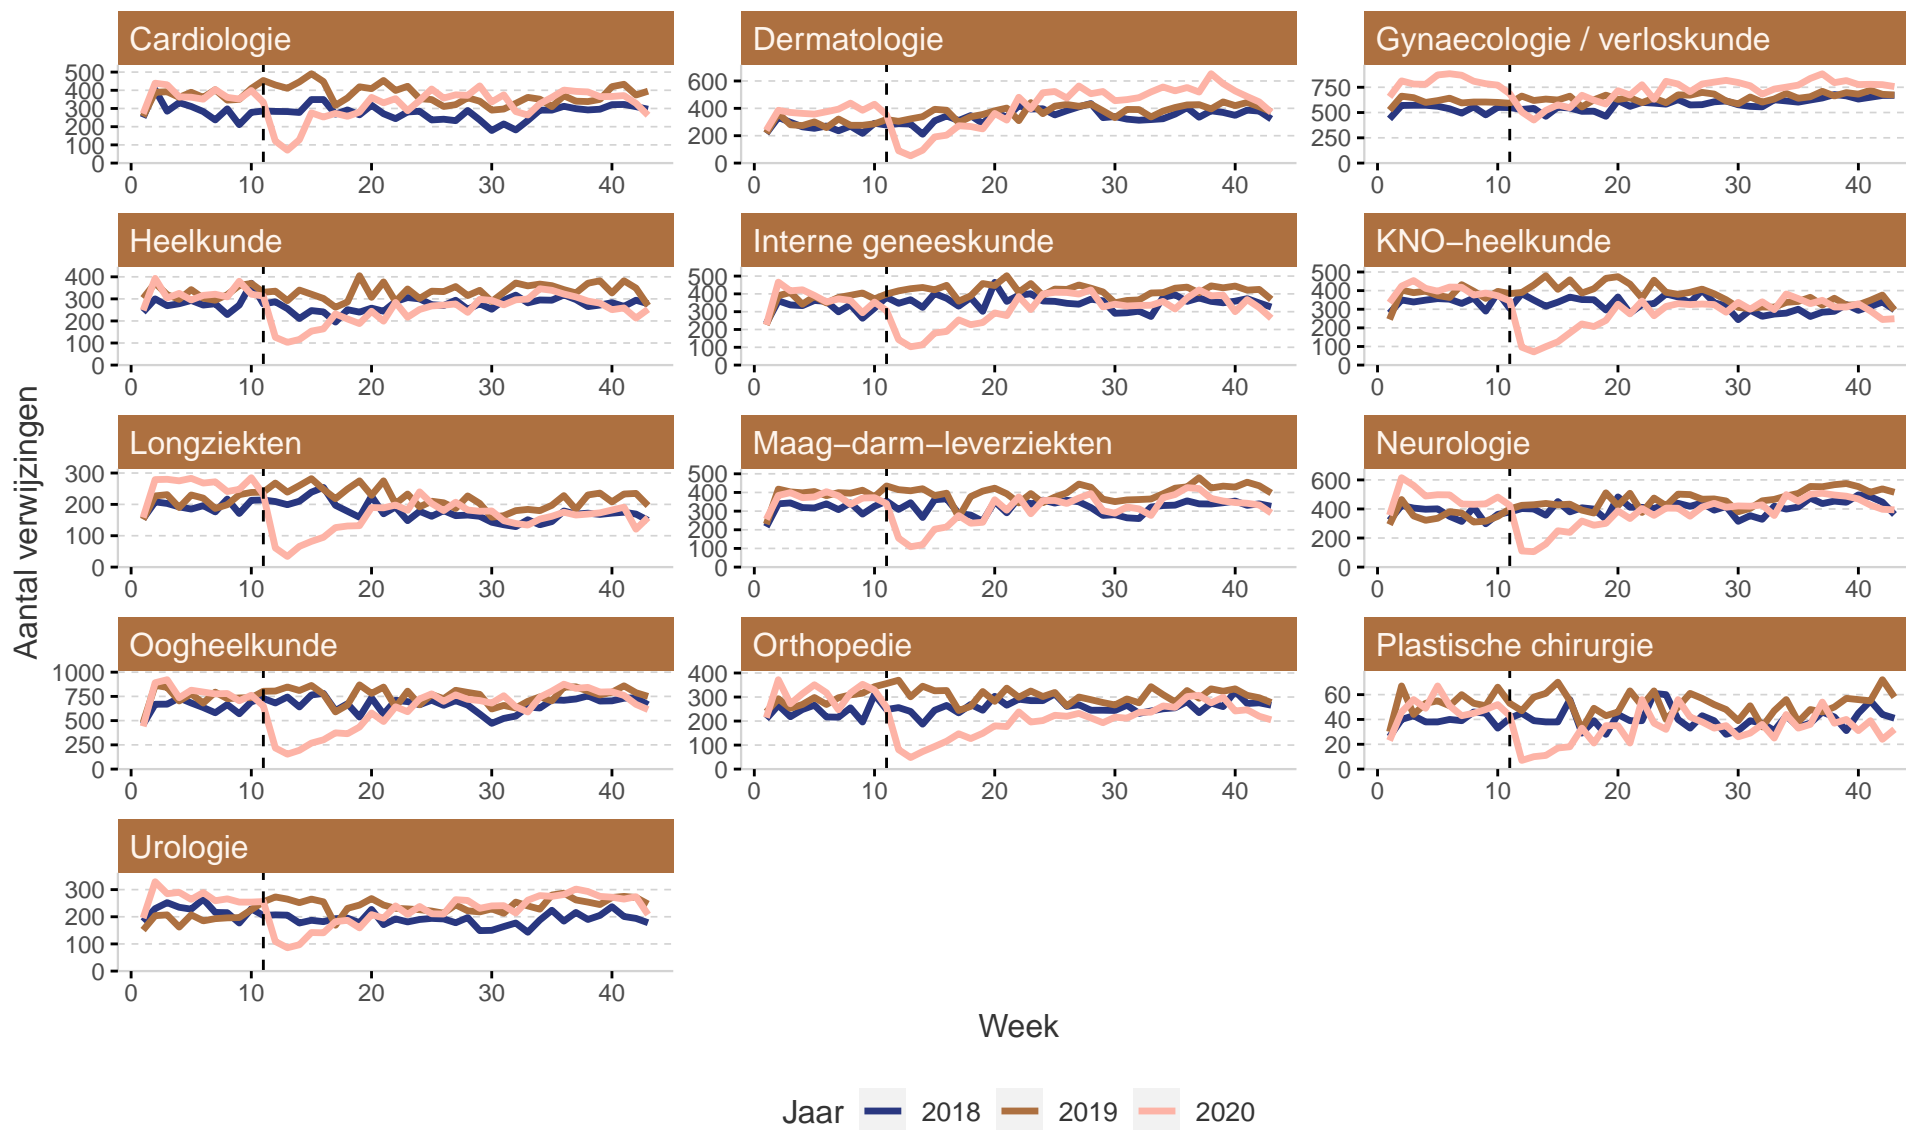 Cardiologie
Dermatologie
Gynaecologie / verloskunde
500
400
300
200
100
0
0 10 20 30 40
600
400
200
0
0 10 20 30 40
750
500
250
0
0 10 20 30 40
Heelkunde
Interne geneeskunde
KNO−heelkunde
400
300
200
100
0
0 10 20 30 40
500
400
300
200
100
0
0 10 20 30 40
500
400
300
200
100
0
0 10 20 30 40
Aantal verwijzingen
Longziekten
Maag−darm−leverziekten
Neurologie
300
200
100
0
0 10 20 30 40
500
400
300
200
100
0
0 10 20 30 40
600
400
200
0
0 10 20 30 40
Oogheelkunde
Orthopedie
Plastische chirurgie
1000
750
500
250
0
0 10 20 30 40
400
300
200
100
0
0 10 20 30 40
60
40
20
0
0 10 20 30 40
Urologie
300
200
100
0
0 10 20 30 40
Week
Jaar 2018 2019 2020